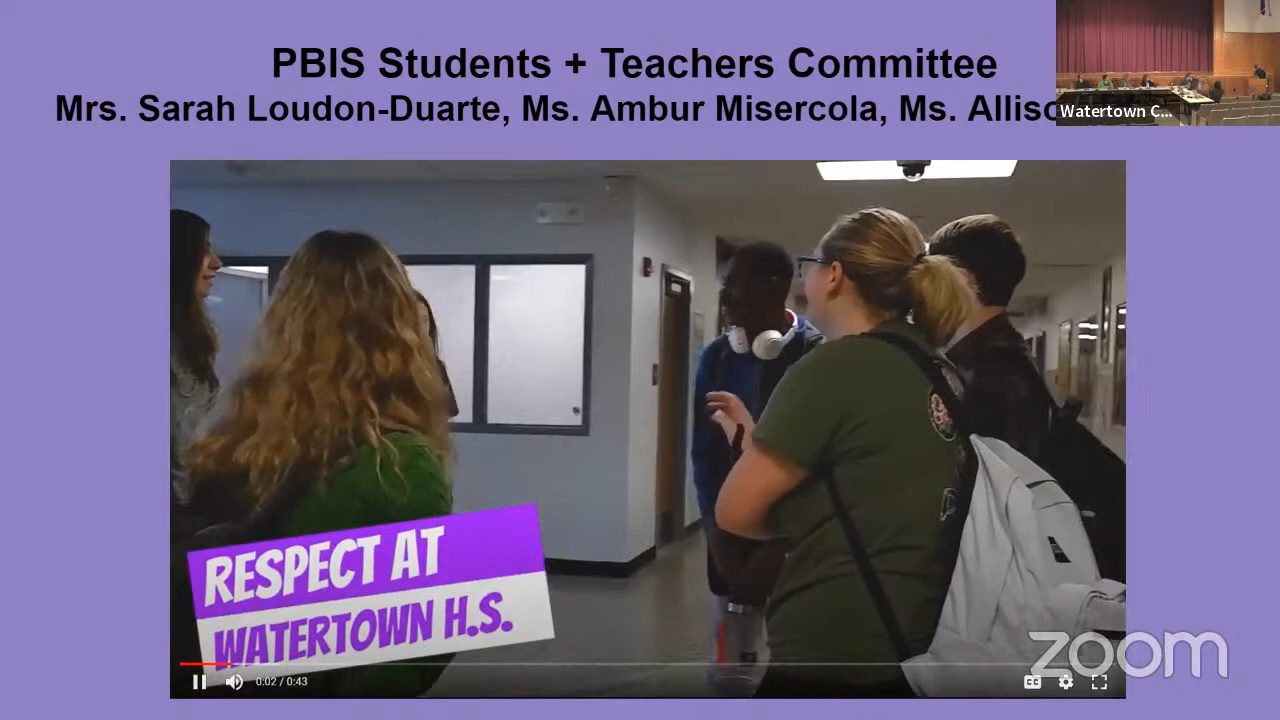 PBIS Students + Teachers Committee
Mrs. Sarah Loudon-Duarte, Ms. Ambur Misercola, Ms.
Watertown C...
RESPECT AT
WATERTOWN H.S.
0:02 / 0:43
CC
zoom